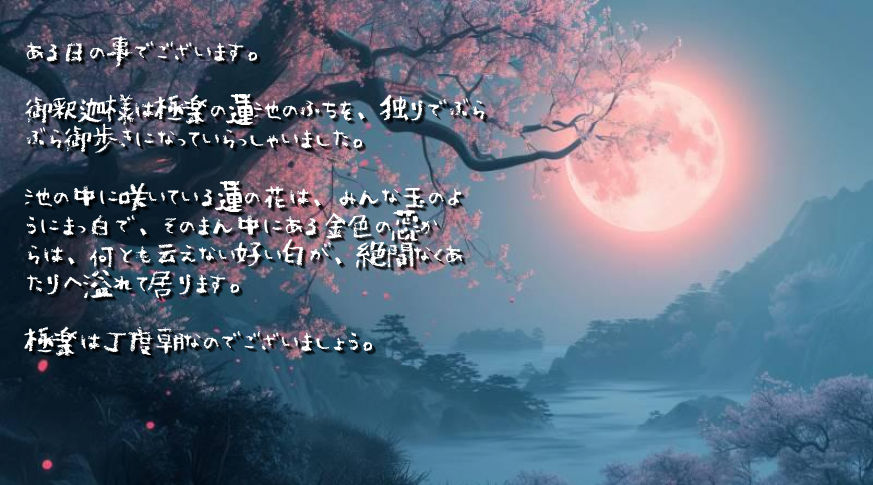 ある日の事でございます。
御釈迦様は極楽の蓮池のふちを、独りでぶら
ぶら御歩きになっていらっしゃいました。
池の中に咲いている蓮の花は、みんな玉のよ
うにまっ白で、そのまん中にある金色の蕊か
らは、何とも云えない好い匂が、絶間なくあ
たりへ溢れて居ります。
極楽は丁度朝なのでございましょう。